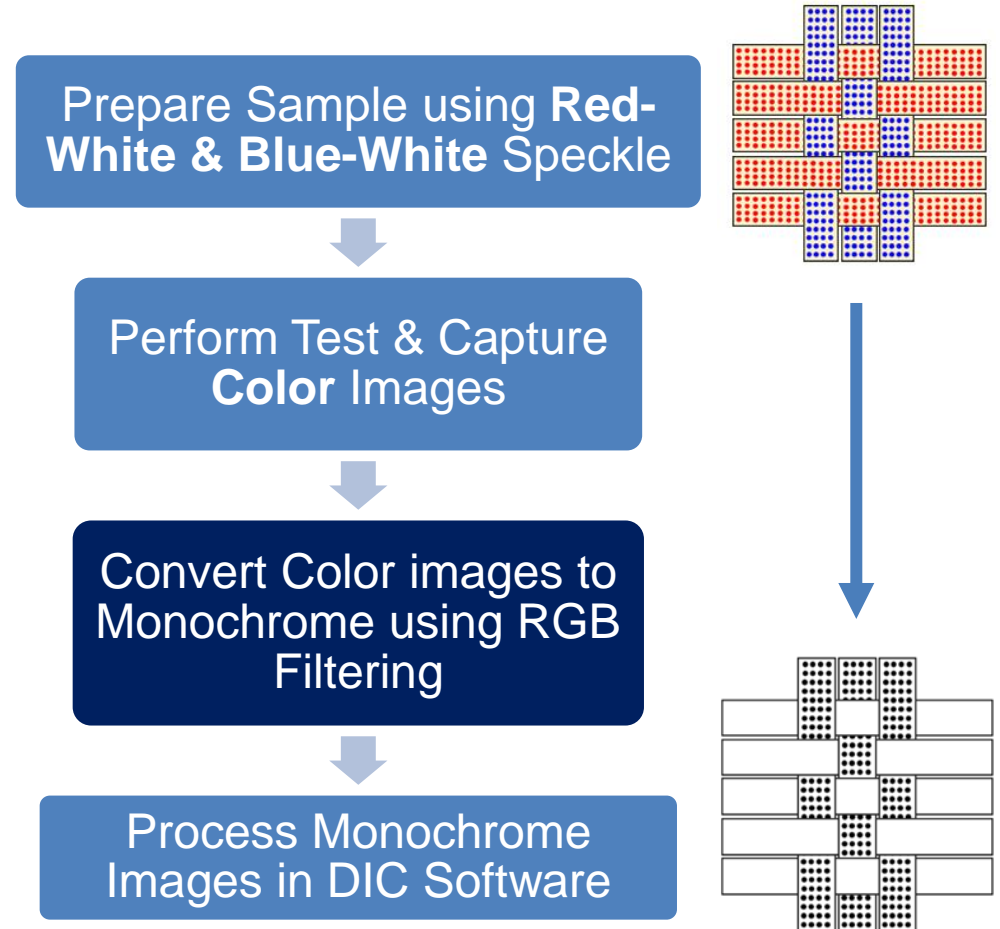 Prepare Sample using Red-
White & Blue-White Speckle
Perform Test & Capture
Color Images
Convert Color images to
Monochrome using RGB
Filtering
Process Monochrome
Images in DIC Software